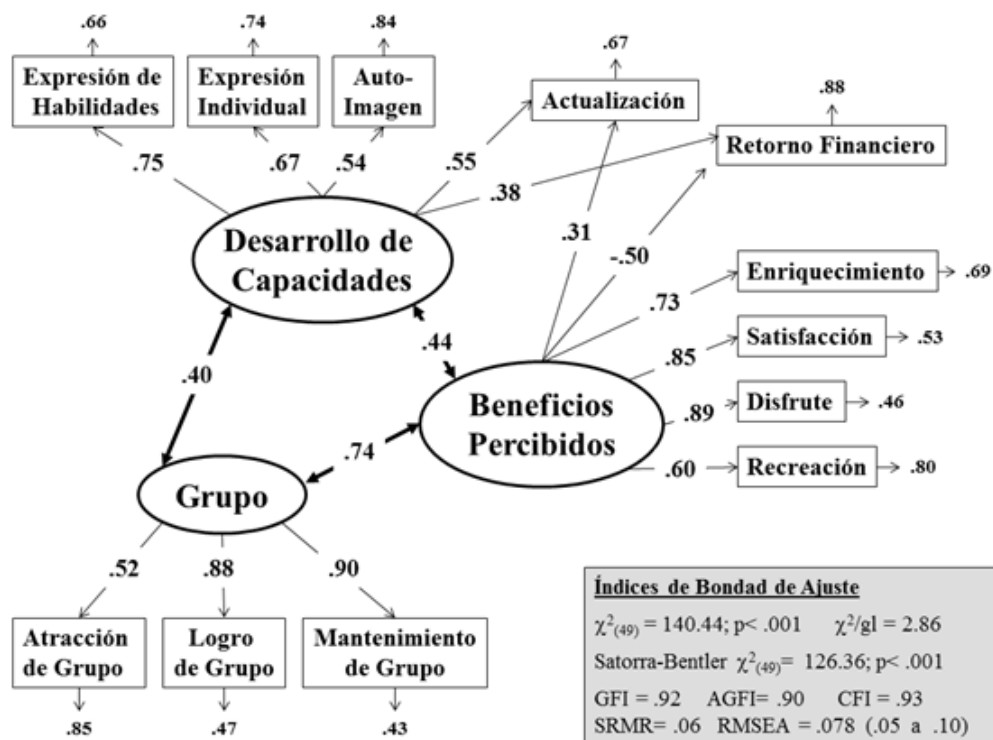 .66
.74
.84
.67
.88
Expresión de
Habilidades
Expresión
Individual
Auto-
Imagen
Actualización
Retorno Financiero
.75
.67
.54
.55
.38
Desarrollo de
Capacidades
.31
-.50
Enriquecimiento
.69
.73
Satisfacción
.53
.85
.44
.40
Beneficios
Percibidos
Disfrute
.46
.89
.74
.60
Recreación
.80
Grupo
.52
.88
.90
Atracción
de Grupo
Logro
de Grupo
Mantenimiento
de Grupo
.85
.47
.43
Índices de Bondad de Ajuste
χ²₍₄₉₎ = 140.44; p< .001 χ²/gl = 2.86
Satorra-Bentler χ²₍₄₉₎= 126.36; p< .001
GFI = .92 AGFI= .90 CFI = .93
SRMR= .06 RMSEA = .078 (.05 a .10)